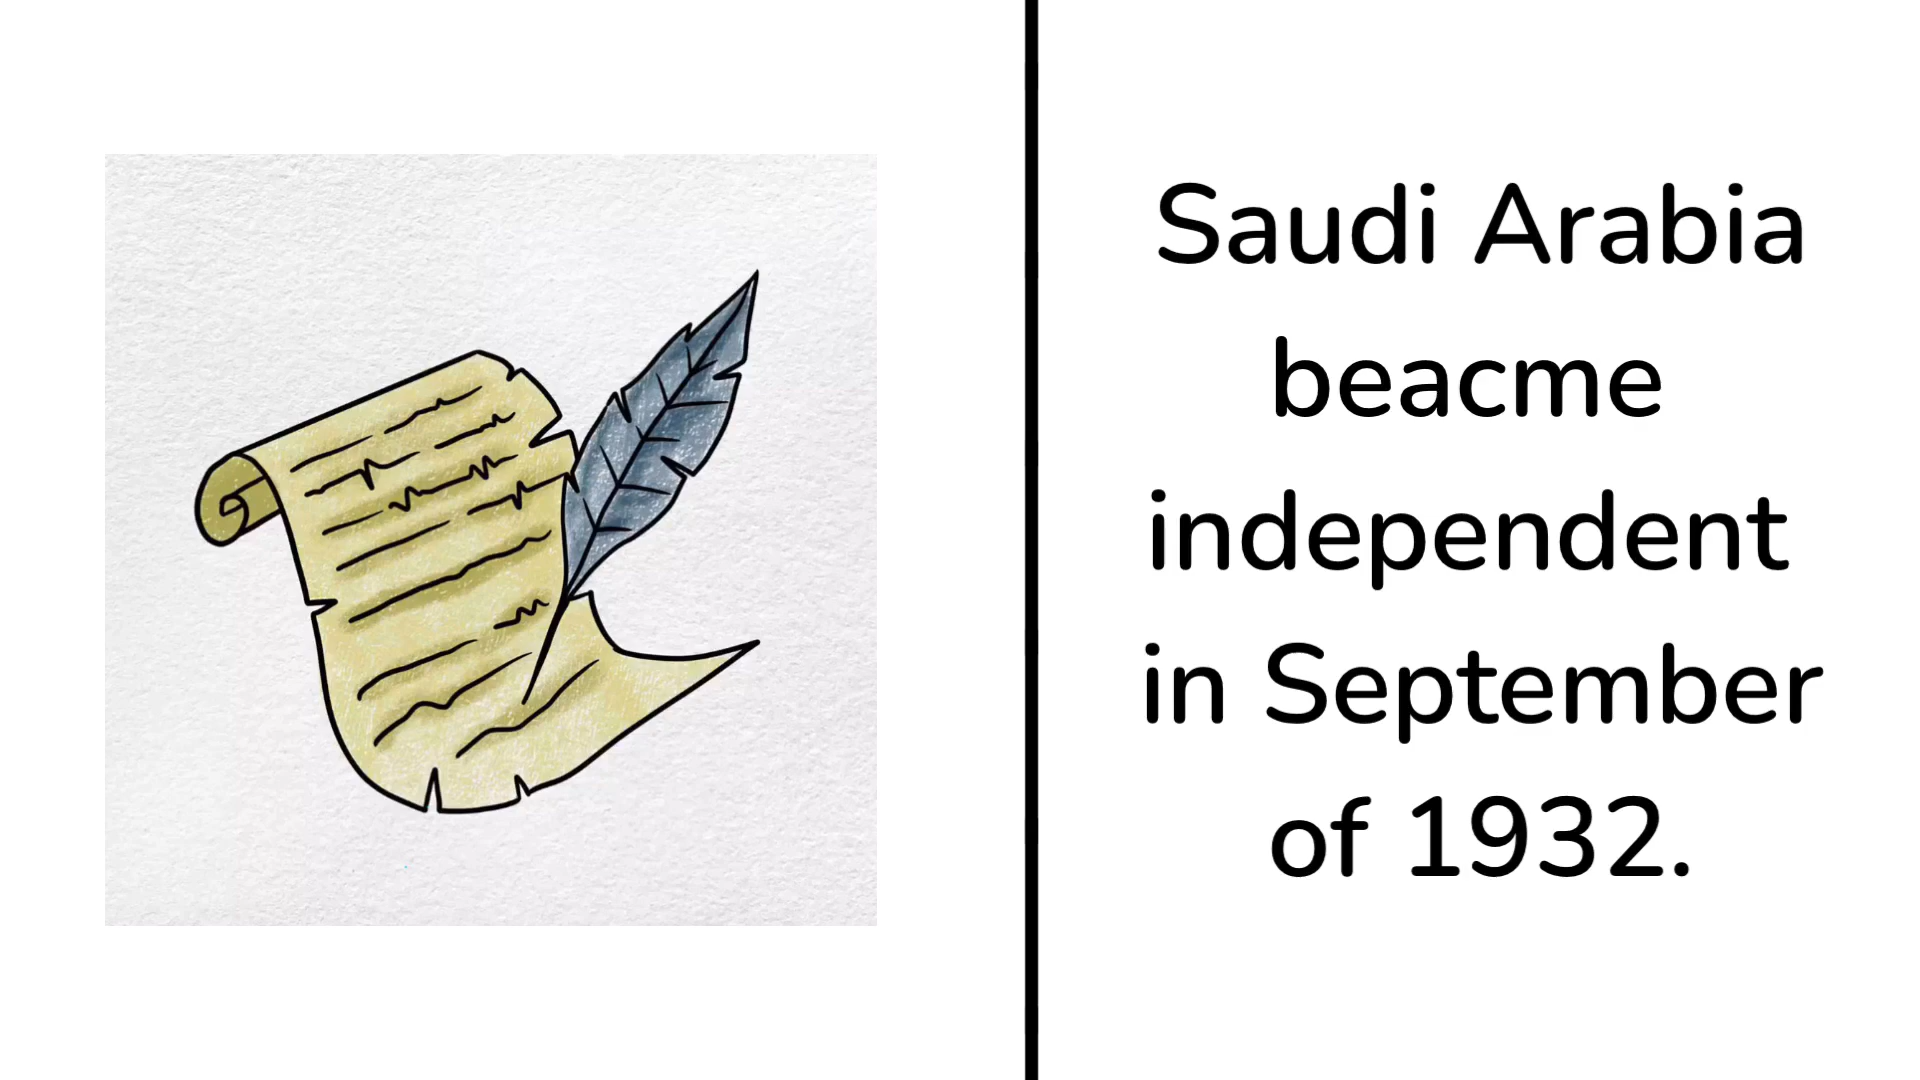 Saudi Arabia
beacme
independent
in September
of 1932.